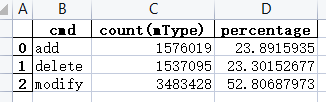 A B C D
cmd count(mType) percentage
0 add 1576019 23.8915935
1 delete 1537095 23.30152677
2 modify 3483428 52.80687973